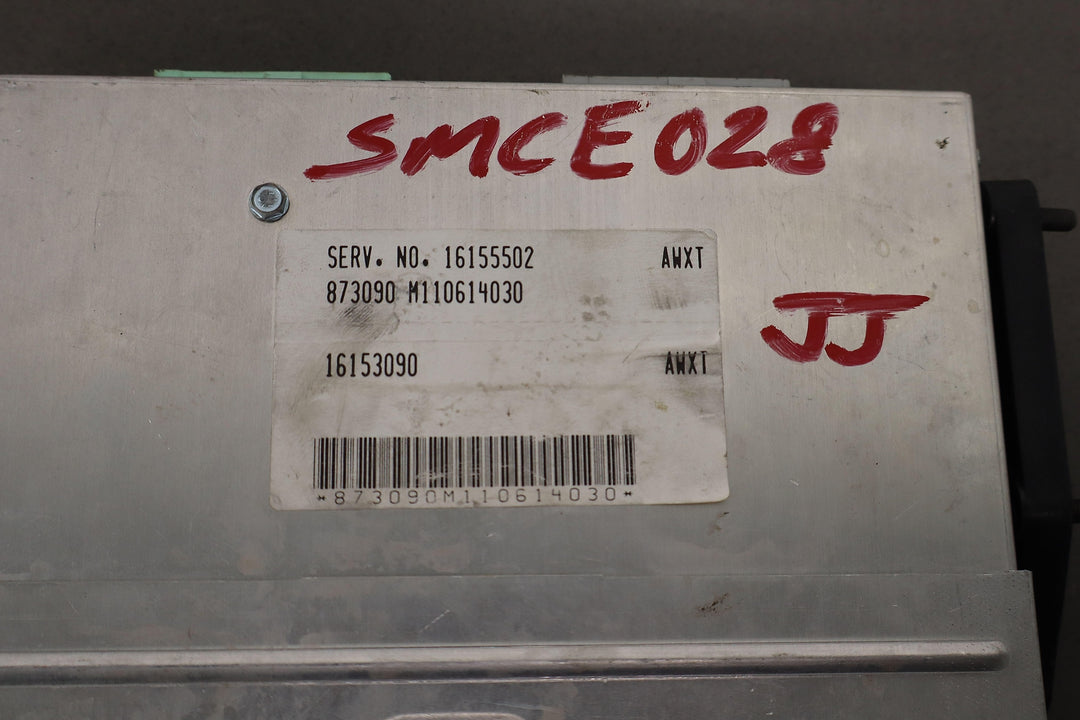 SMCE028
SERV. NO. 16155502 AWXT
873090 M110614030
JJ
16153090 AWXT
*873090M110614030*